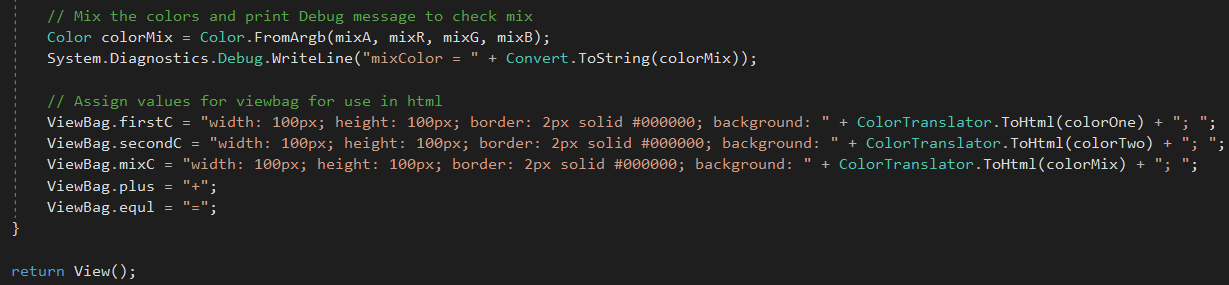 // Mix the colors and print Debug message to check mix
Color colorMix = Color.FromArgb(mixA, mixR, mixG, mixB);
System.Diagnostics.Debug.WriteLine("mixColor = " + Convert.ToString(colorMix));
// Assign values for viewbag for use in html
ViewBag.firstC = "width: 100px; height: 100px; border: 2px solid #000000; background: " + ColorTranslator.ToHtml(colorOne) + "; ";
ViewBag.secondC = "width: 100px; height: 100px; border: 2px solid #000000; background: " + ColorTranslator.ToHtml(colorTwo) + "; ";
ViewBag.mixC = "width: 100px; height: 100px; border: 2px solid #000000; background: " + ColorTranslator.ToHtml(colorMix) + "; ";
ViewBag.plus = "+";
ViewBag.equl = "=";
}
return View();